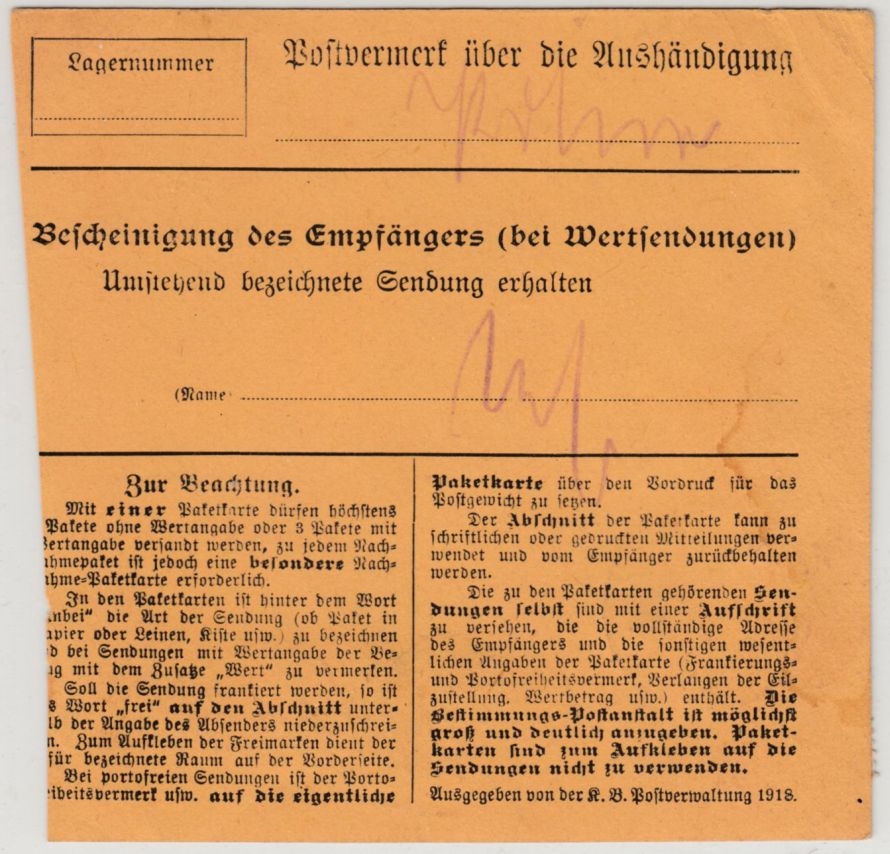 Lagernummer
Postvermerk über die Aushändigung
Bescheinigung des Empfängers (bei Wertsendungen)
Umstehend bezeichnete Sendung erhalten
(Name
Zur Beachtung.
Mit einer Paketkarte dürfen höchstens
Pakete ohne Wertangabe oder 3 Pakete mit
ertangabe versandt werden, zu jedem Nach-
ahmepaket ist jedoch eine besondere Nach-
ahme-Paketkarte erforderlich.
In den Paketkarten ist hinter dem Wort
nbei" die Art der Sendung (ob Paket in
apier oder Leinen, Kiste usw.) zu bezeichnen
d bei Sendungen mit Wertangabe der Be-
ag mit dem Zusatze „Wert" zu vermerken.
Soll die Sendung frankiert werden, so ist
s Wort „frei" auf den Abschnitt unter-
lb der Angabe des Absenders niederzuschrei-
n. Zum Aufkleben der Freimarken dient der
für bezeichnete Raum auf der Vorderseite.
Bei portofreien Sendungen ist der Porto-
eiheitsvermerk usw. auf die eigentliche
Paketkarte über den Vordruck für das
Postgewicht zu setzen.
Der Abschnitt der Paketkarte kann zu
schriftlichen oder gedruckten Mitteilungen ver-
wendet und vom Empfänger zurückbehalten
werden.
Die zu den Paketkarten gehörenden Sen-
dungen selbst sind mit einer Aufschrift
zu versehen, die die vollständige Adresse
des Empfängers und die sonstigen wesent-
lichen Angaben der Paketkarte (Frankierungs-
und Portofreiheitsvermerk, Verlangen der Eil-
zustellung, Wertbetrag usw.) enthält. Die
Bestimmungs-Postanstalt ist möglichst
groß und deutlich anzugeben. Paket-
karten sind zum Aufkleben auf die
Sendungen nicht zu verwenden.
Ausgegeben von der K. B. Postverwaltung 1918.